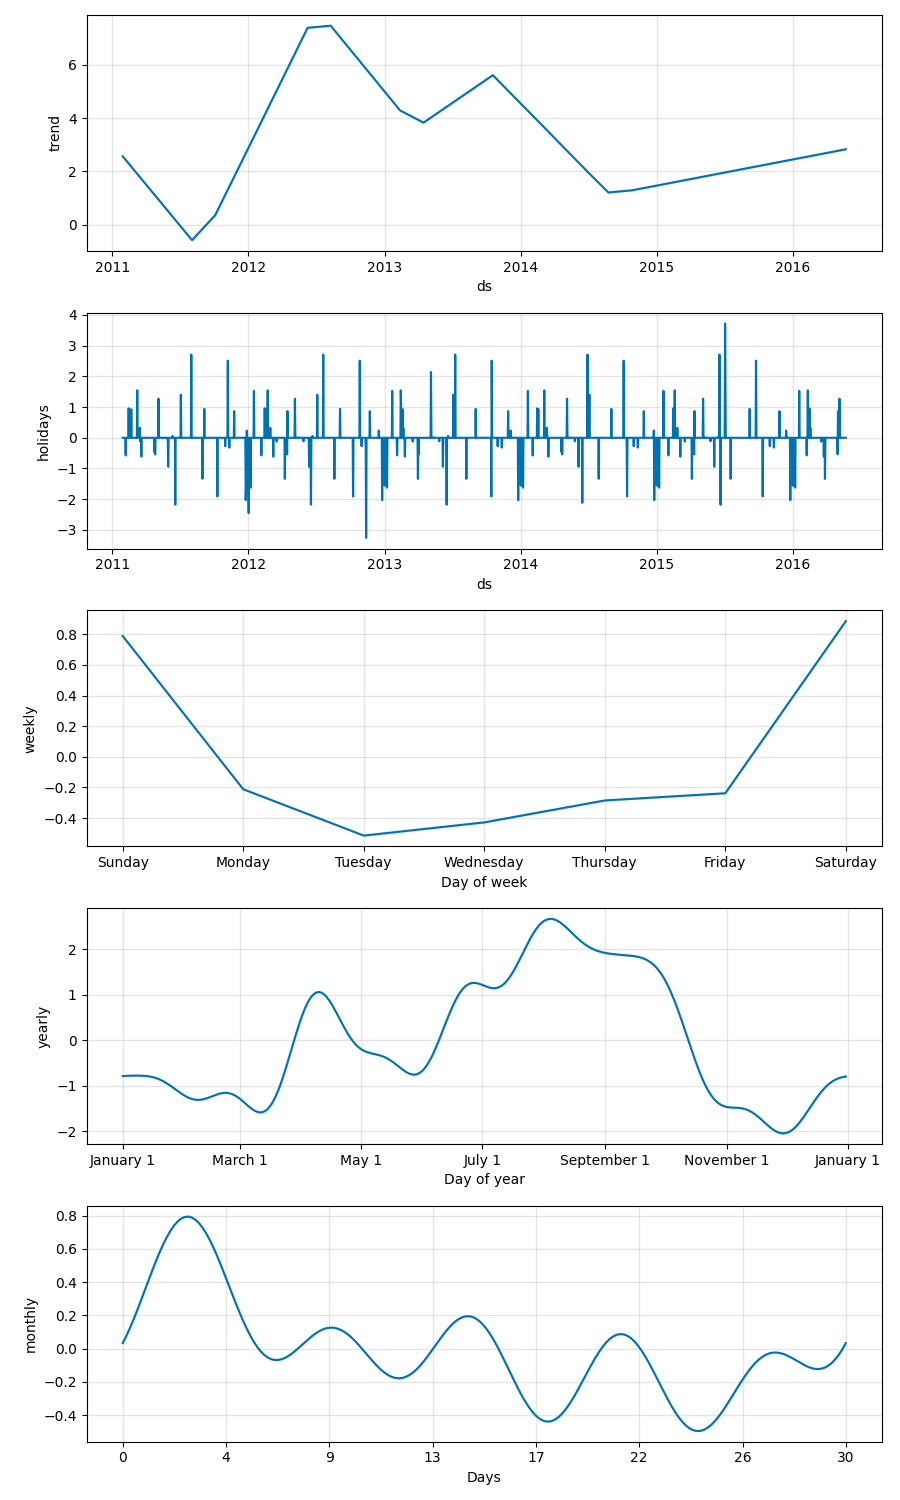 trend
6
4
2
0
2011 2012 2013 2014 2015 2016
ds
holidays
4
3
2
1
0
−1
−2
−3
2011 2012 2013 2014 2015 2016
ds
weekly
0.8
0.6
0.4
0.2
0.0
−0.2
−0.4
Sunday Monday Tuesday Wednesday Thursday Friday Saturday
Day of week
yearly
2
1
0
−1
−2
January 1 March 1 May 1 July 1 September 1 November 1 January 1
Day of year
monthly
0.8
0.6
0.4
0.2
0.0
−0.2
−0.4
0 4 9 13 17 22 26 30
Days